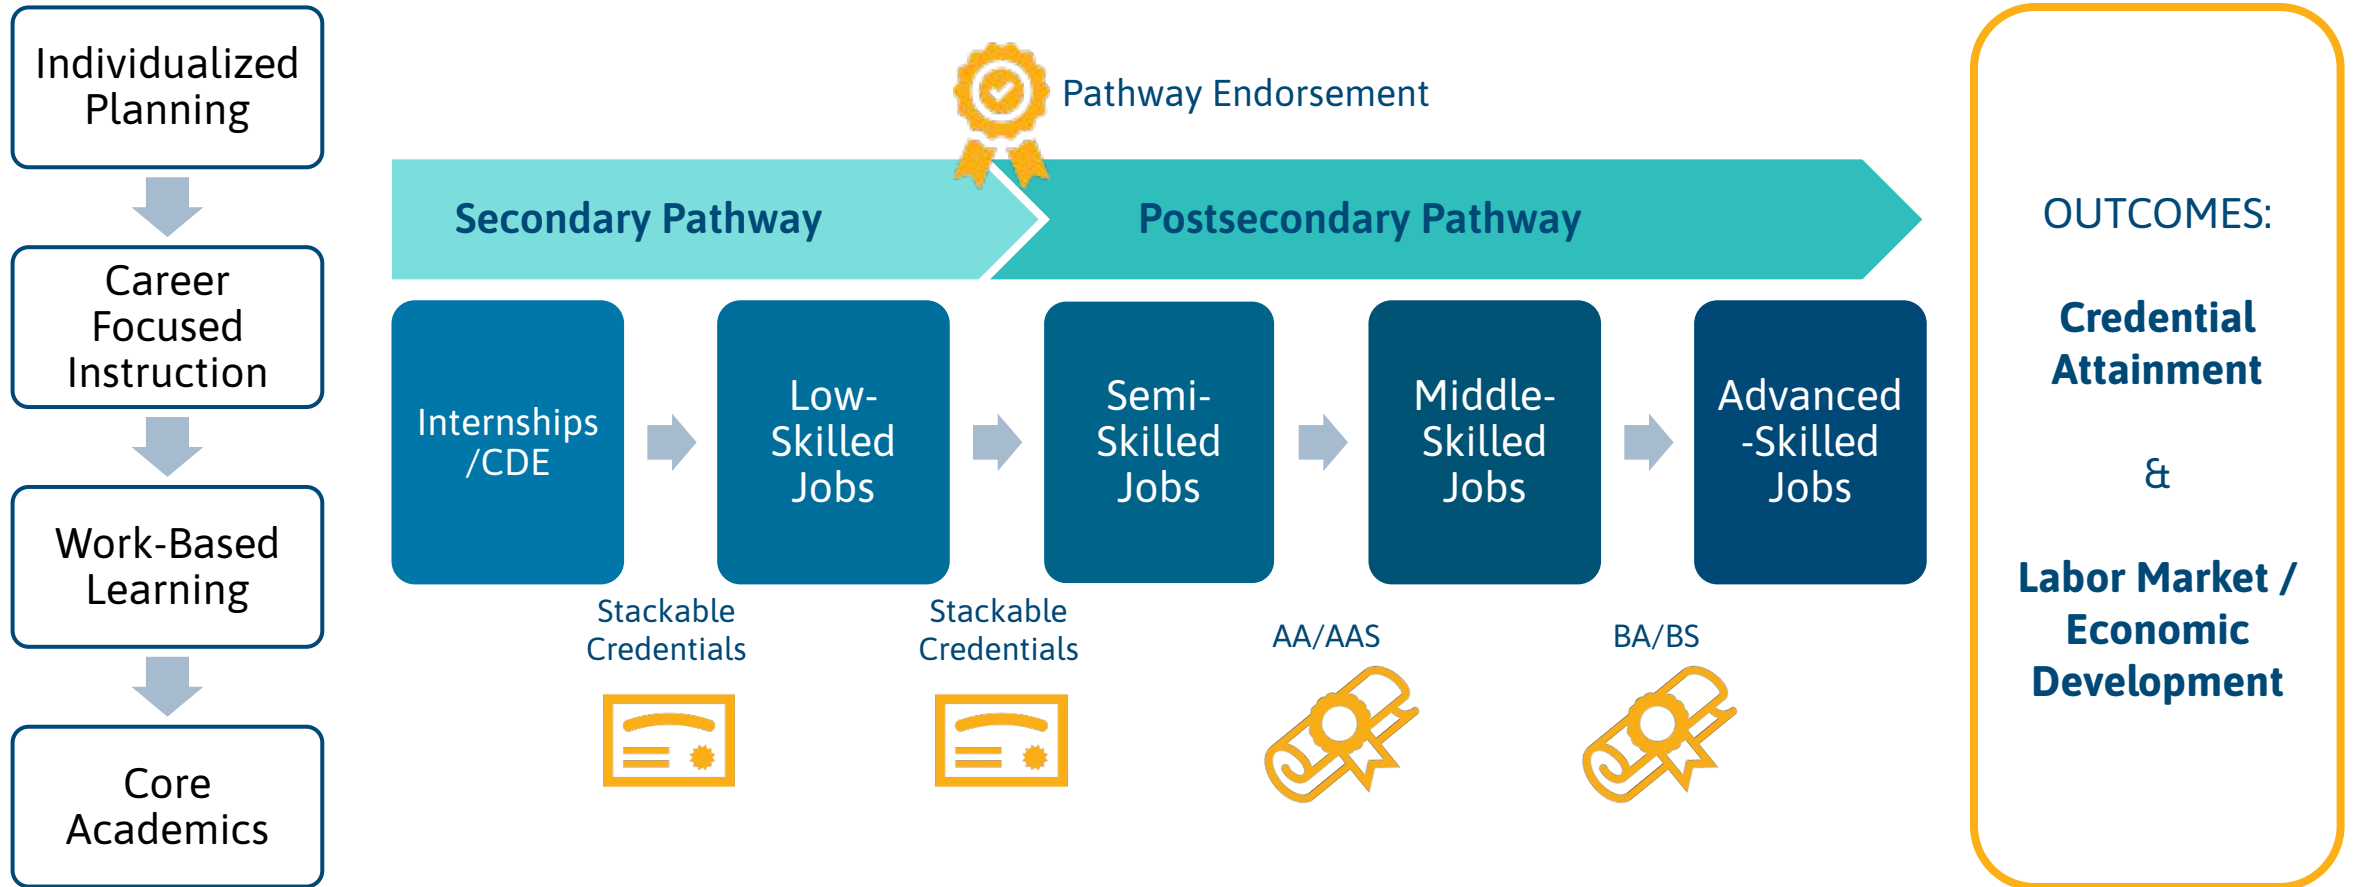 Individualized
Planning
Career
Focused
Instruction
Work-Based
Learning
Core
Academics
Pathway Endorsement
Secondary Pathway
Postsecondary Pathway
Internships
/CDE
Low-
Skilled
Jobs
Semi-
Skilled
Jobs
Middle-
Skilled
Jobs
Advanced
-Skilled
Jobs
Stackable
Credentials
Stackable
Credentials
AA/AAS
BA/BS
OUTCOMES:
Credential
Attainment
&
Labor Market /
Economic
Development